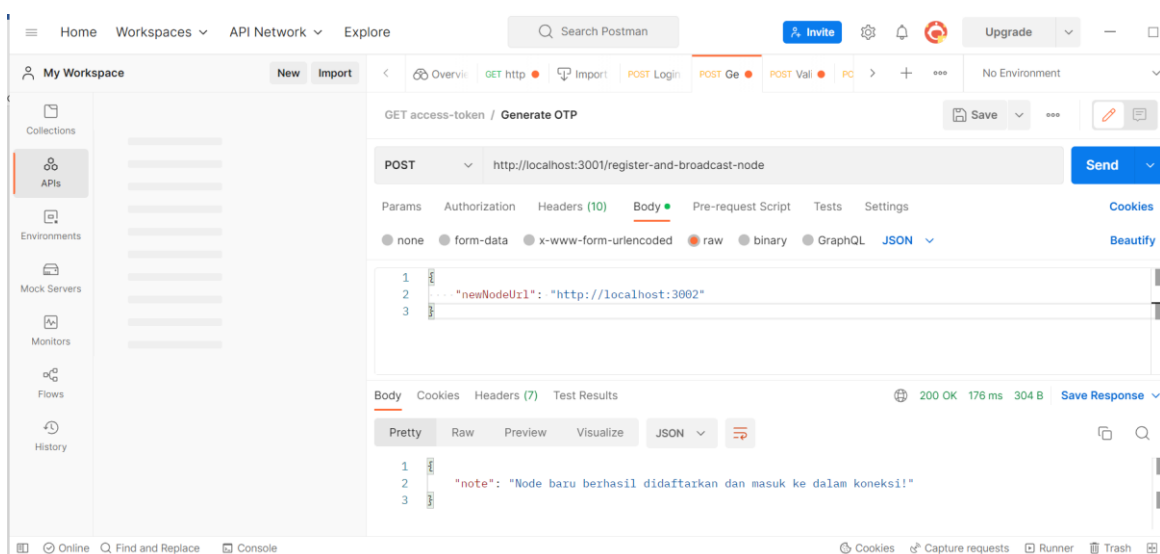 Home Workspaces API Network Explore Search Postman Invite Upgrade
My Workspace New Import Overvie GET http Import POST Login POST Ge POST Vali PC No Environment
Collections
APIs
Environments
Mock Servers
Monitors
Flows
History
GET access-token / Generate OTP Save
POST http://localhost:3001/register-and-broadcast-node Send
Params Authorization Headers (10) Body Pre-request Script Tests Settings Cookies
none form-data x-www-form-urlencoded raw binary GraphQL JSON Beautify
1 {
2 "newNodeUrl": "http://localhost:3002"
3 }
Body Cookies Headers (7) Test Results 200 OK 176 ms 304 B Save Response
Pretty Raw Preview Visualize JSON
1 {
2 "note": "Node baru berhasil didaftarkan dan masuk ke dalam koneksi!"
3 }
Online Find and Replace Console Cookies Capture requests Runner Trash